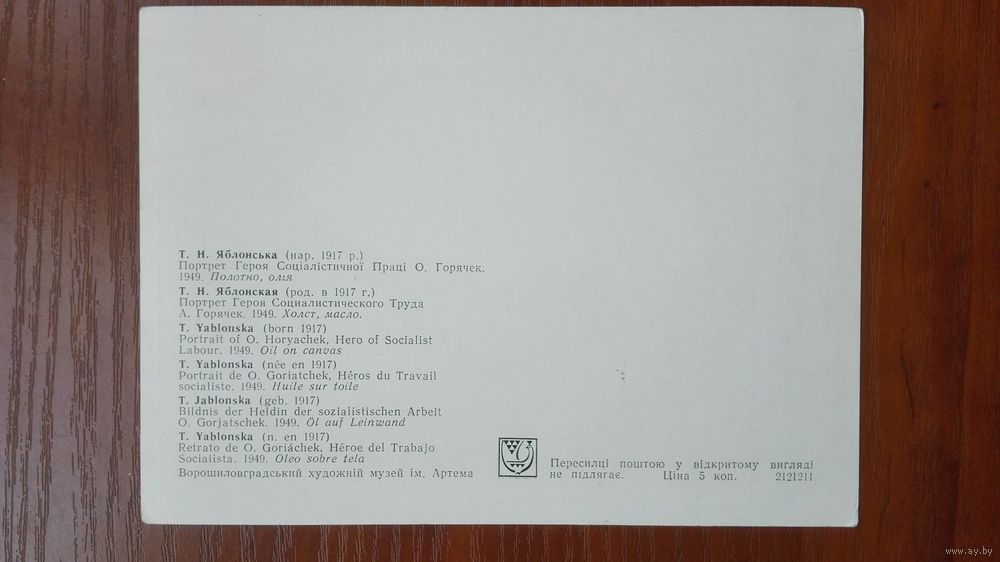 Т. Н. Яблонська (нар. 1917 р.)
Портрет Героя Соціалістичної Праці О. Горячек.
1949. Полотно, олія
Т. Н. Яблонская (род. в 1917 г.)
Портрет Героя Социалистического Труда
А. Горячек. 1949. Холст, масло.
T. Yablonska (born 1917)
Portrait of O. Horyachek, Hero of Socialist
Labour. 1949. Oil on canvas
T. Yablonska (née en 1917)
Portrait de O. Goriatchek, Héros du Travail
socialiste. 1949. Huile sur toile
T. Jablonska (geb. 1917)
Bildnis der Heldin der sozialistischen Arbeit
O. Gorjatschek. 1949. Öl auf Leinwand
T. Yablonska (n. en 1917)
Retrato de O. Goriáchek, Héroe del Trabajo
Socialista. 1949. Oleo sobre tela
Ворошиловградський художній музей ім. Артема
Пересилці поштою у відкритому вигляді
не підлягає. Ціна 5 коп. 2121211
www.ay.by